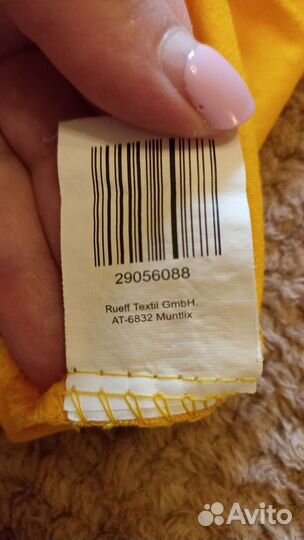 29056088
Rueff Textil GmbH,
AT-6832 Muntlix
Avito